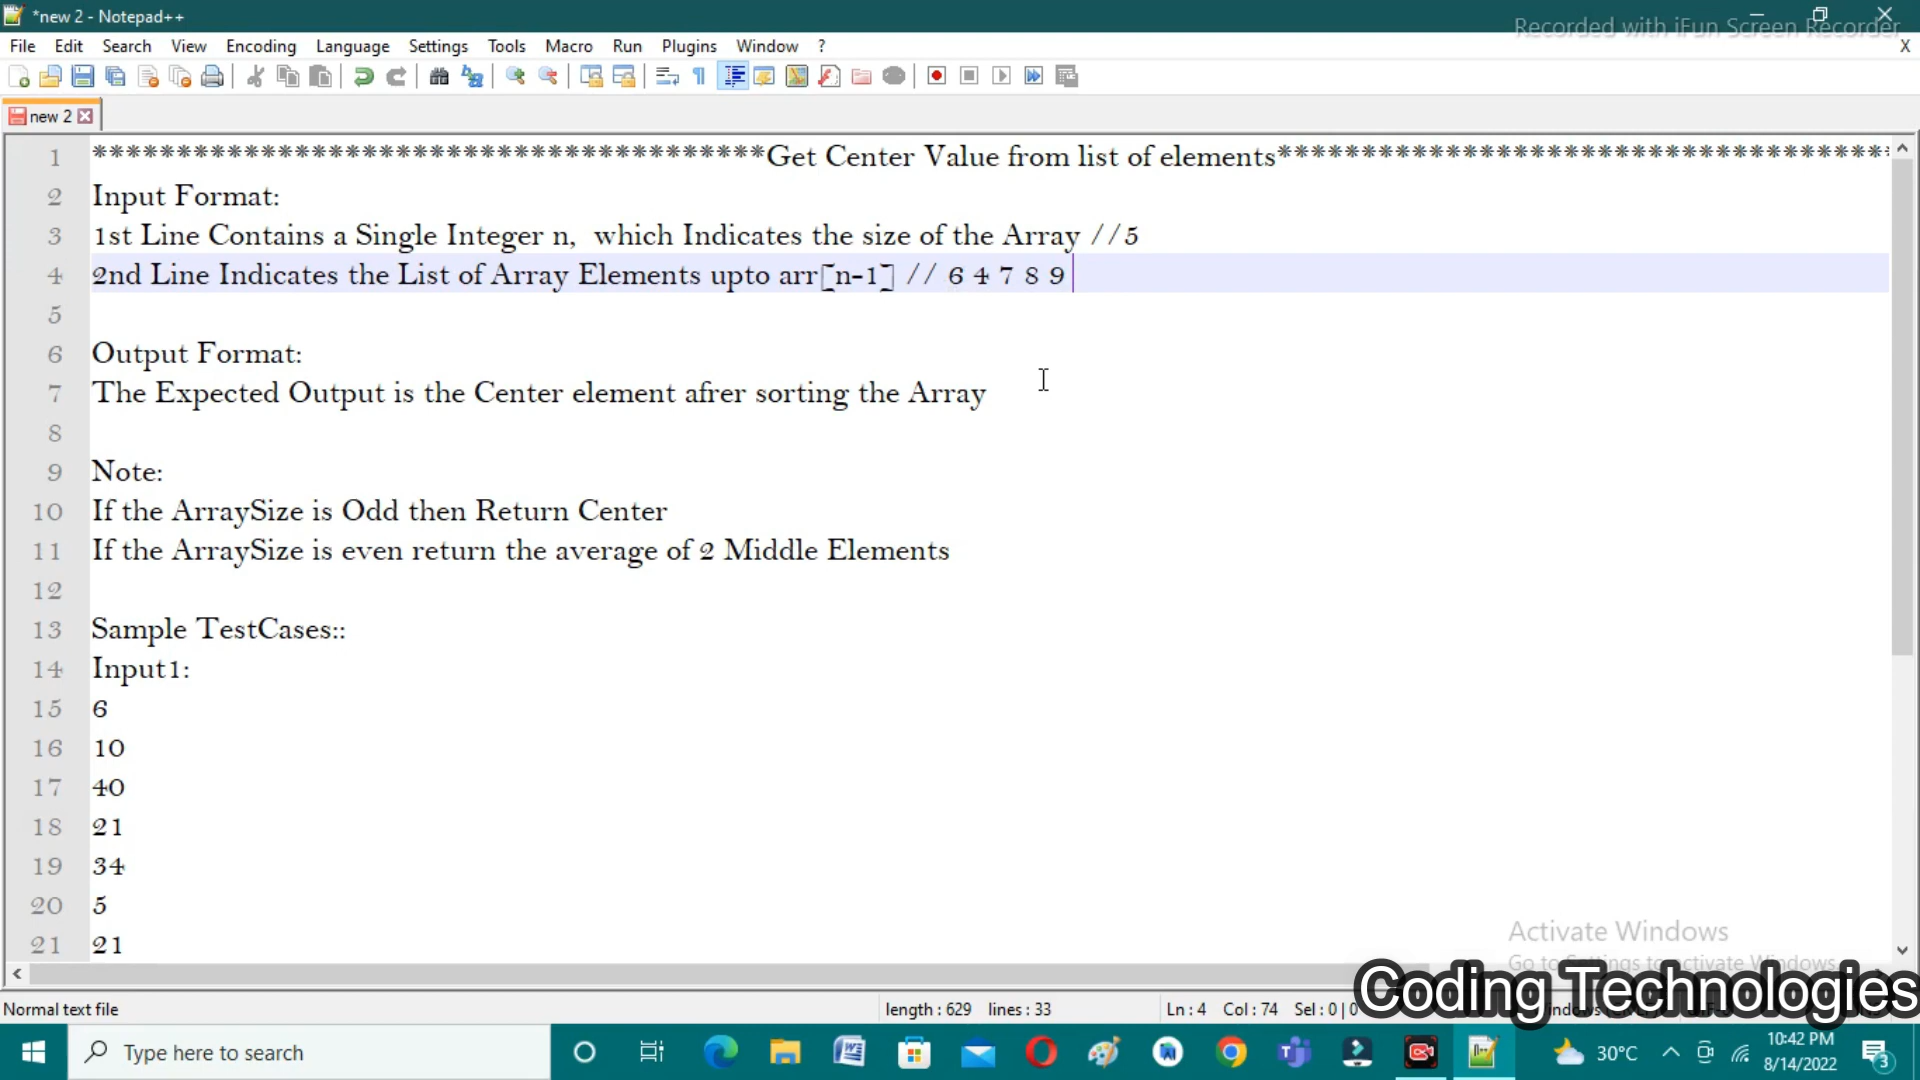 *new 2 - Notepad++
Recorded with iFun Screen Recorder
File Edit Search View Encoding Language Settings Tools Macro Run Plugins Window ? X
new 2
1 ****************************************Get Center Value from list of elements*************************************
2 Input Format:
3 1st Line Contains a Single Integer n,  which Indicates the size of the Array //5
4 2nd Line Indicates the List of Array Elements upto arr[n-1] // 6 4 7 8 9
5
6 Output Format:
7 The Expected Output is the Center element afrer sorting the Array
8
9 Note:
10 If the ArraySize is Odd then Return Center
11 If the ArraySize is even return the average of 2 Middle Elements
12
13 Sample TestCases::
14 Input1:
15 6
16 10
17 40
18 21
19 34
20 5
21 21
Activate Windows
Go to Settings to activate Windows.
Coding Technologies
Normal text file length : 629 lines : 33 Ln : 4 Col : 74 Sel : 0 | 0
Type here to search 30°C 10:42 PM
8/14/2022 3